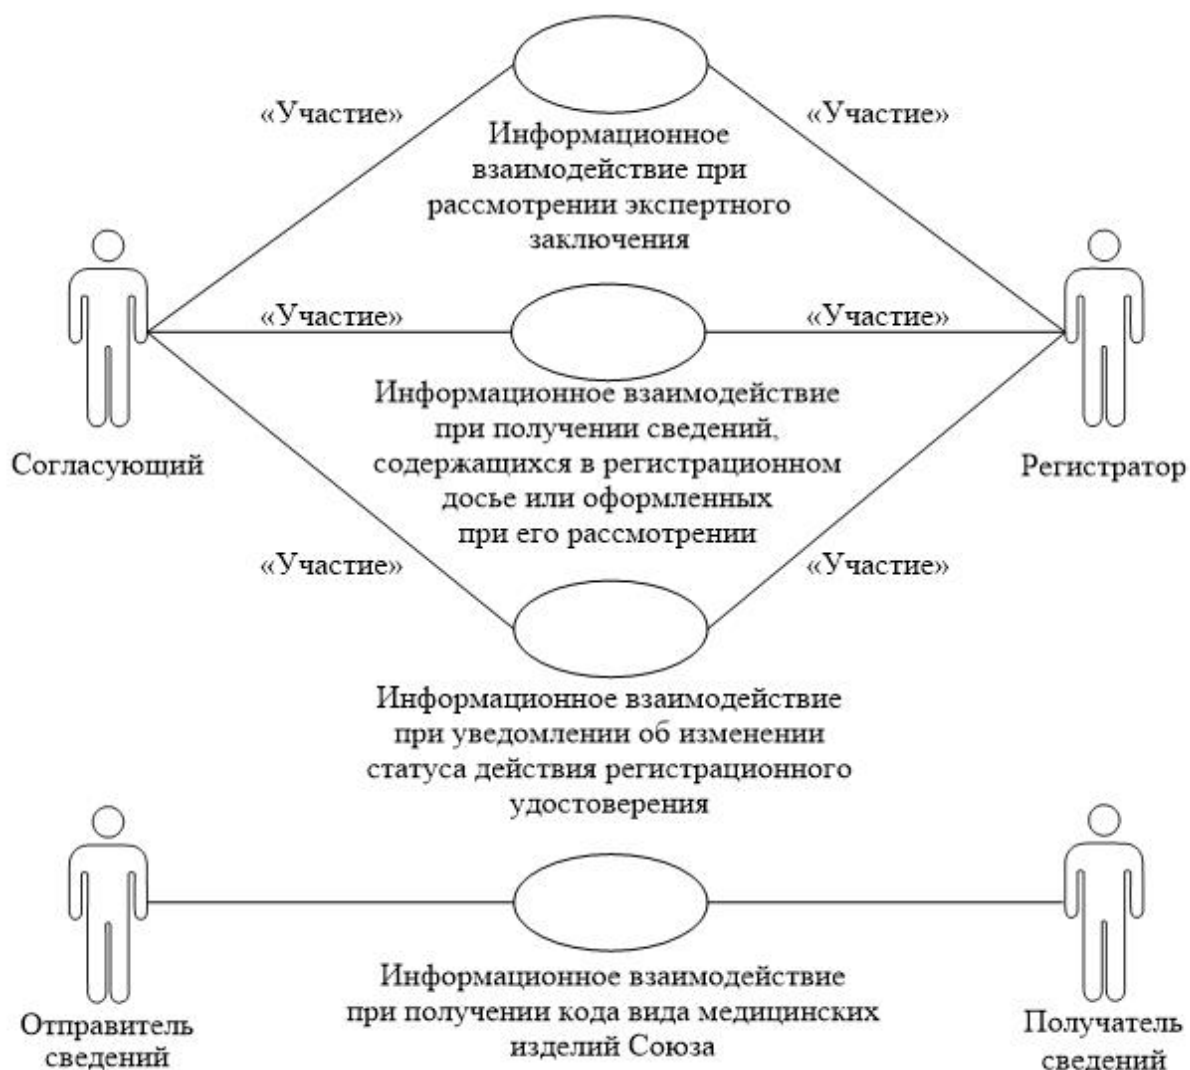 «Участие»
«Участие»
Информационное
взаимодействие при
рассмотрении экспертного
заключения
«Участие»
«Участие»
Информационное взаимодействие
при получении сведений,
содержащихся в регистрационном
досье или оформленных
при его рассмотрении
Согласующий
Регистратор
«Участие»
«Участие»
Информационное взаимодействие
при уведомлении об изменении
статуса действия регистрационного
удостоверения
Информационное взаимодействие
при получении кода вида медицинских
изделий Союза
Отправитель
сведений
Получатель
сведений